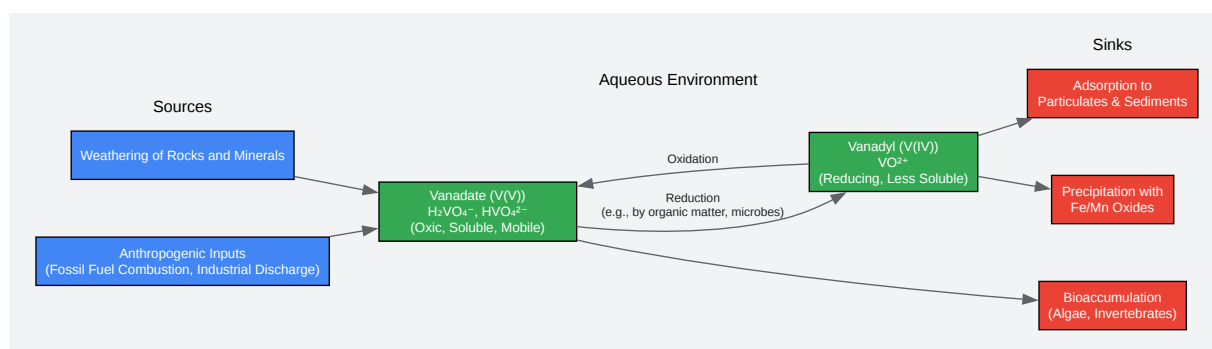 Sources
Weathering of Rocks and Minerals
Anthropogenic Inputs
(Fossil Fuel Combustion, Industrial Discharge)
Aqueous Environment
Vanadate (V(V))
H₂VO₄⁻, HVO₄²⁻
(Oxic, Soluble, Mobile)
Oxidation
Reduction
(e.g., by organic matter, microbes)
Vanadyl (V(IV))
VO²⁺
(Reducing, Less Soluble)
Sinks
Adsorption to
Particulates & Sediments
Precipitation with
Fe/Mn Oxides
Bioaccumulation
(Algae, Invertebrates)